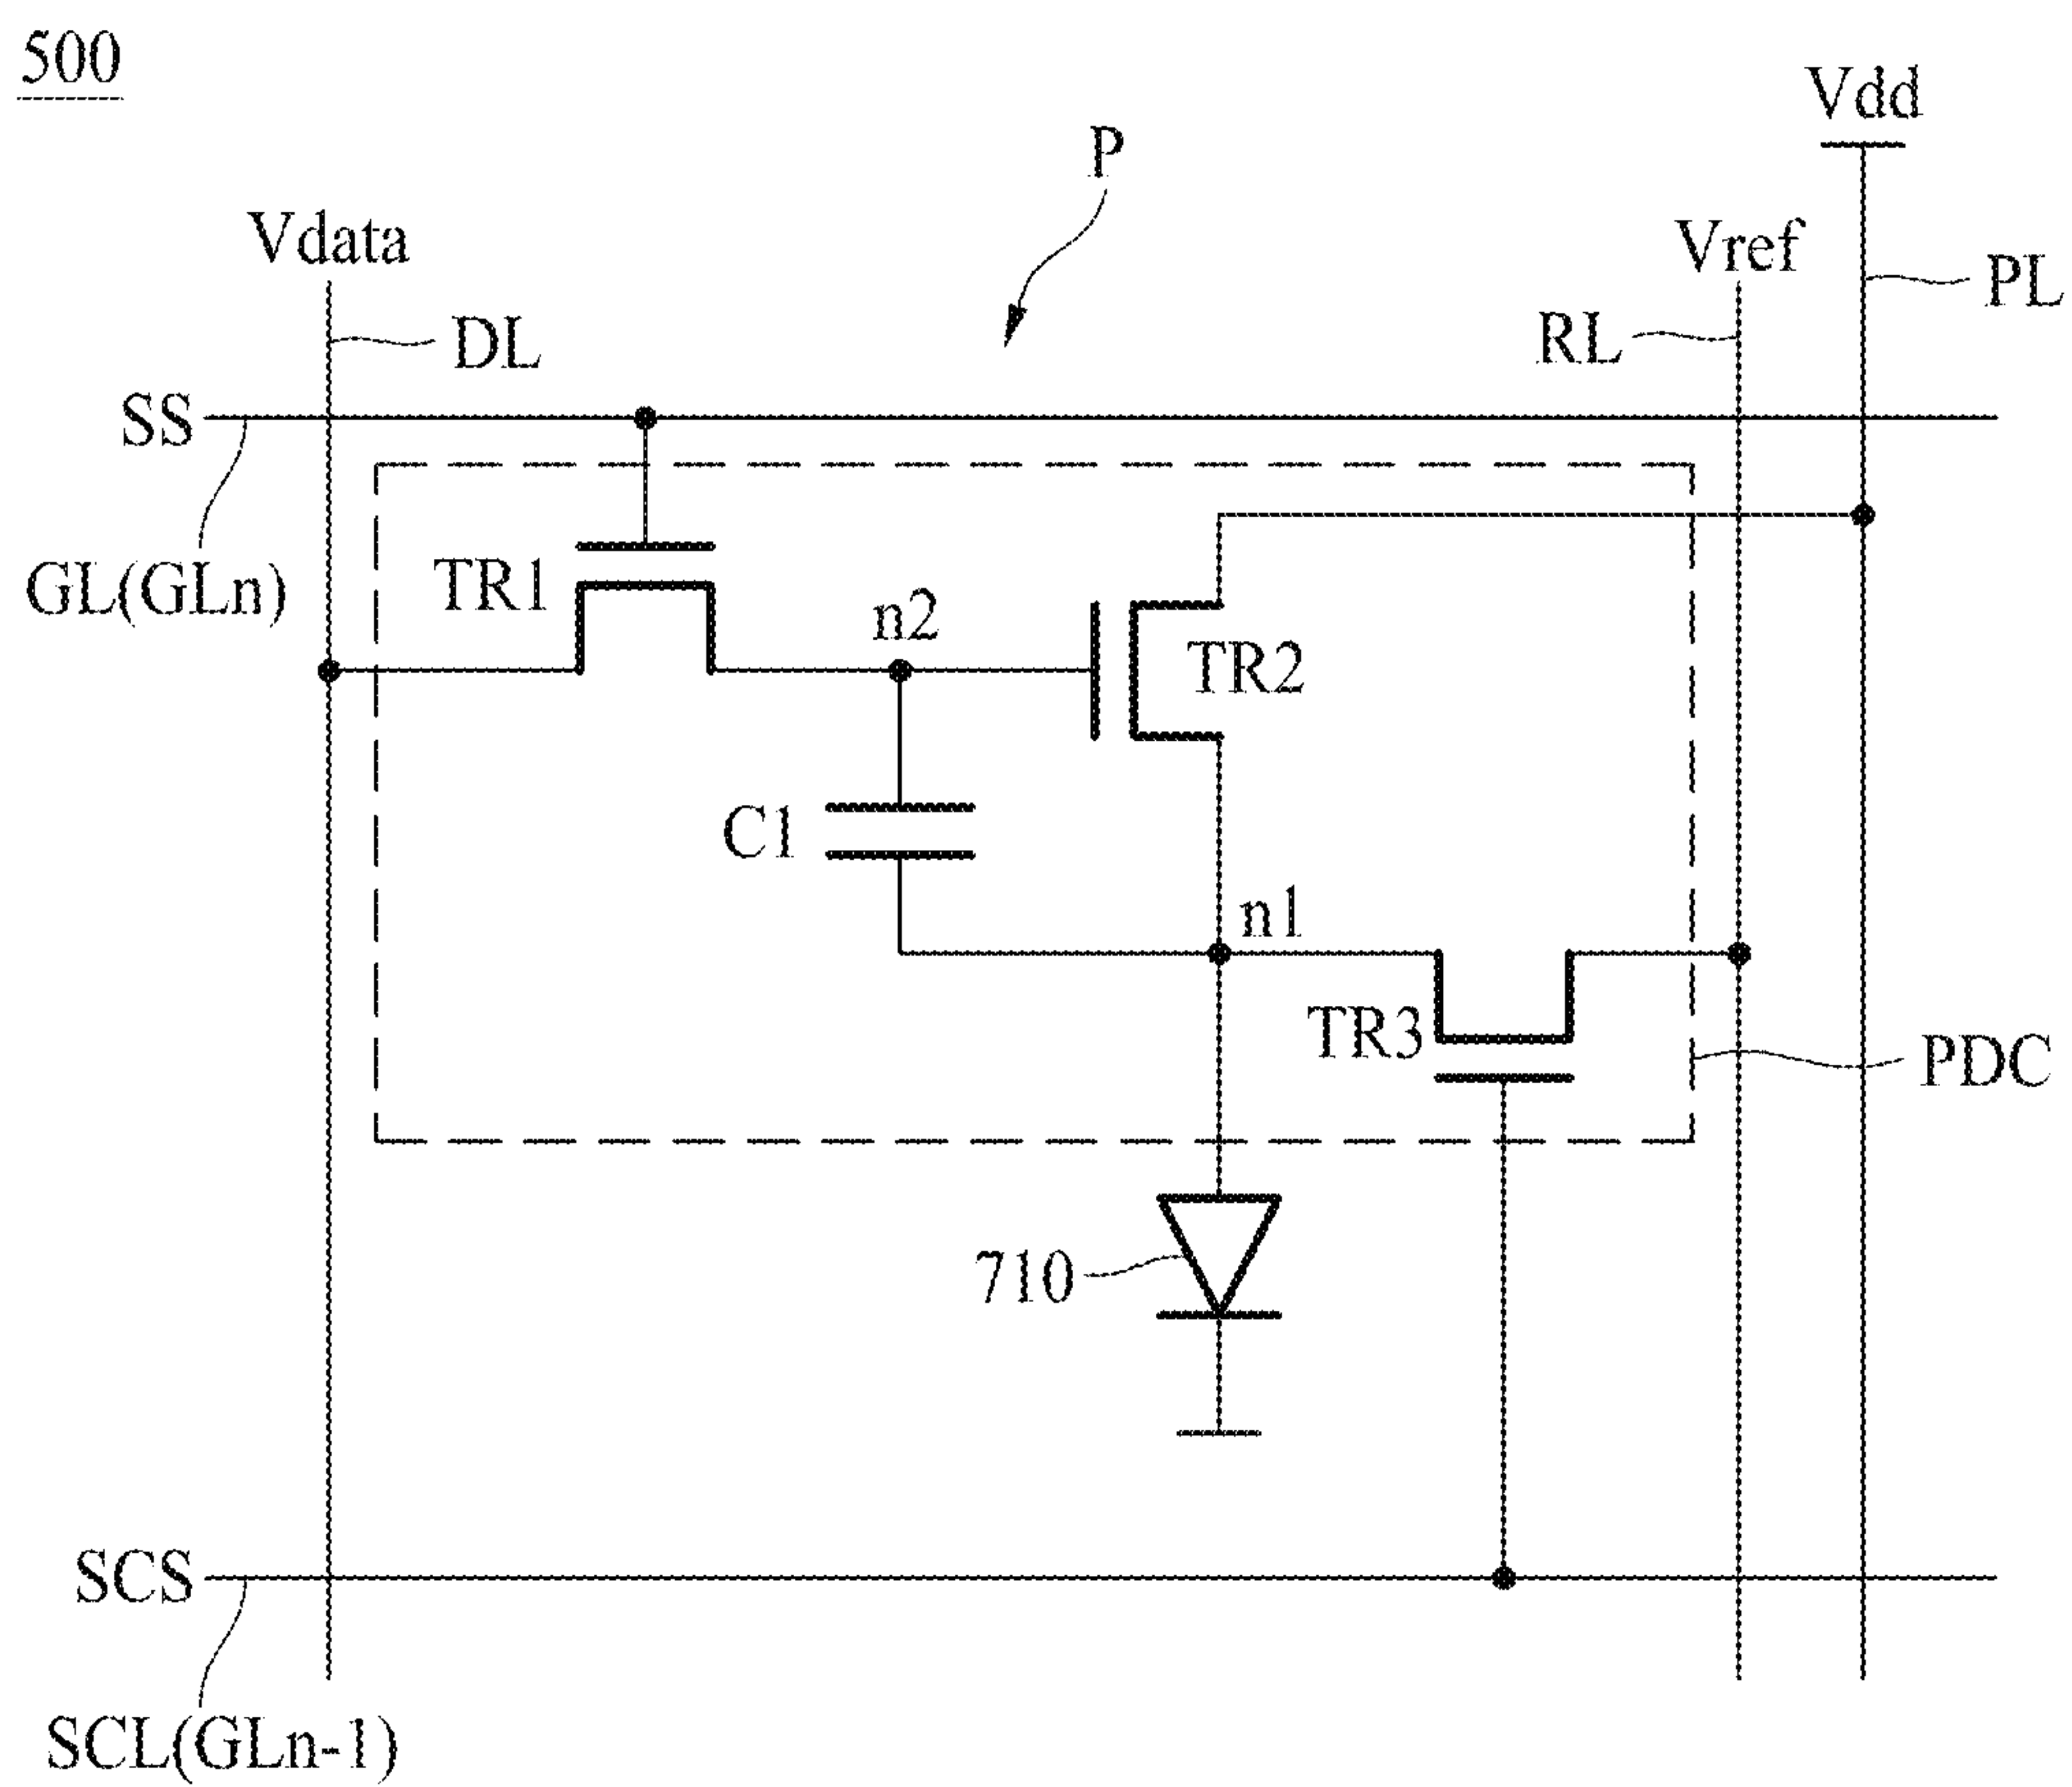 500
Vdd
P
Vdata
Vref
PL
DL
RL
SS
GL(GLn)
TR1
n2
TR2
C1
n1
TR3
PDC
710
SCS
SCL(GLn-1)